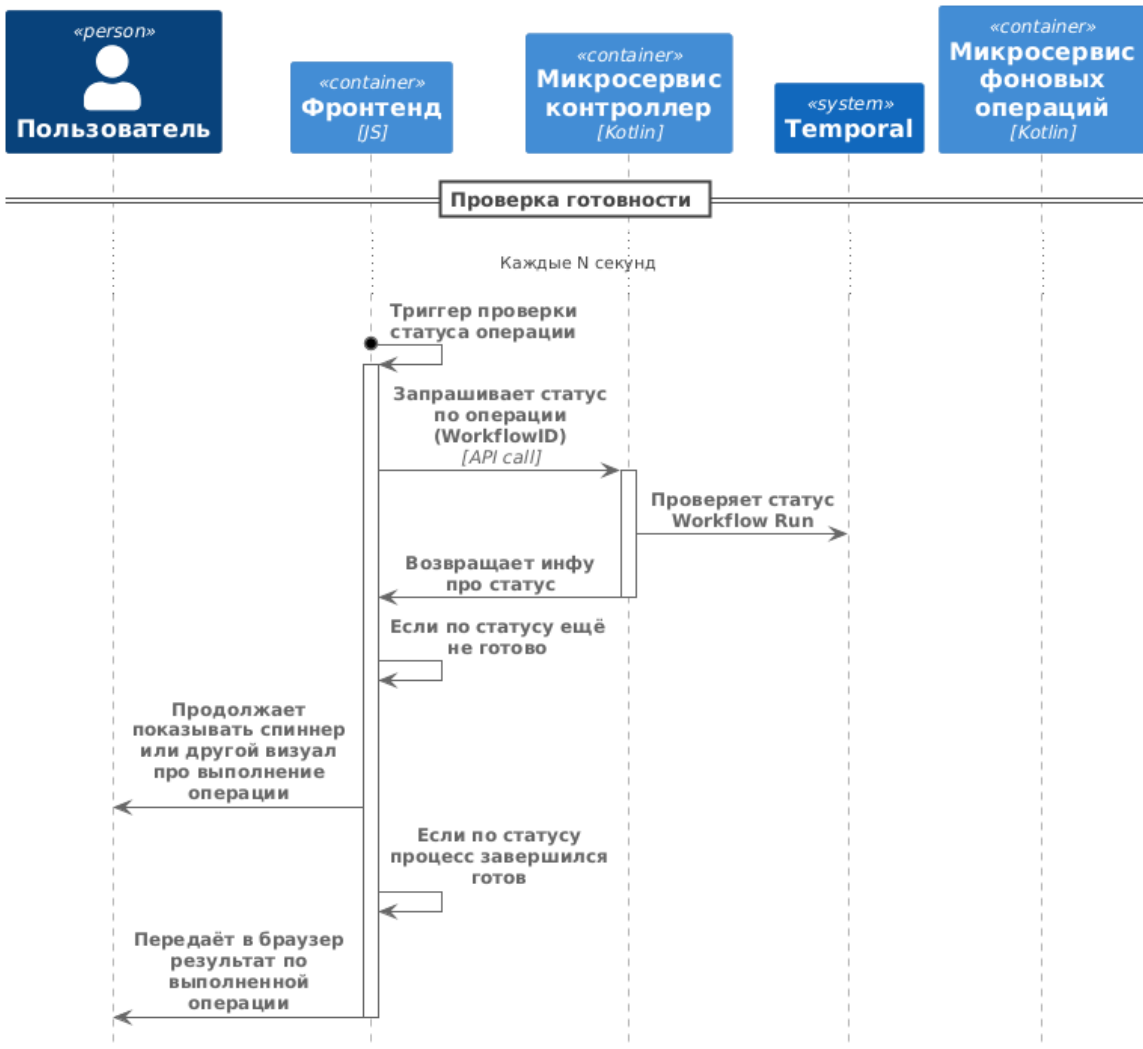 «person»
Пользователь
«container»
Фронтенд
[JS]
«container»
Микросервис
контроллер
[Kotlin]
«system»
Temporal
«container»
Микросервис
фоновых
операций
[Kotlin]
Проверка готовности
Каждые N секунд
Триггер проверки
статуса операции
Запрашивает статус
по операции
(WorkflowID)
[API call]
Проверяет статус
Workflow Run
Возвращает инфу
про статус
Если по статусу ещё
не готово
Продолжает
показывать спиннер
или другой визуал
про выполнение
операции
Если по статусу
процесс завершился
готов
Передаёт в браузер
результат по
выполненной
операции